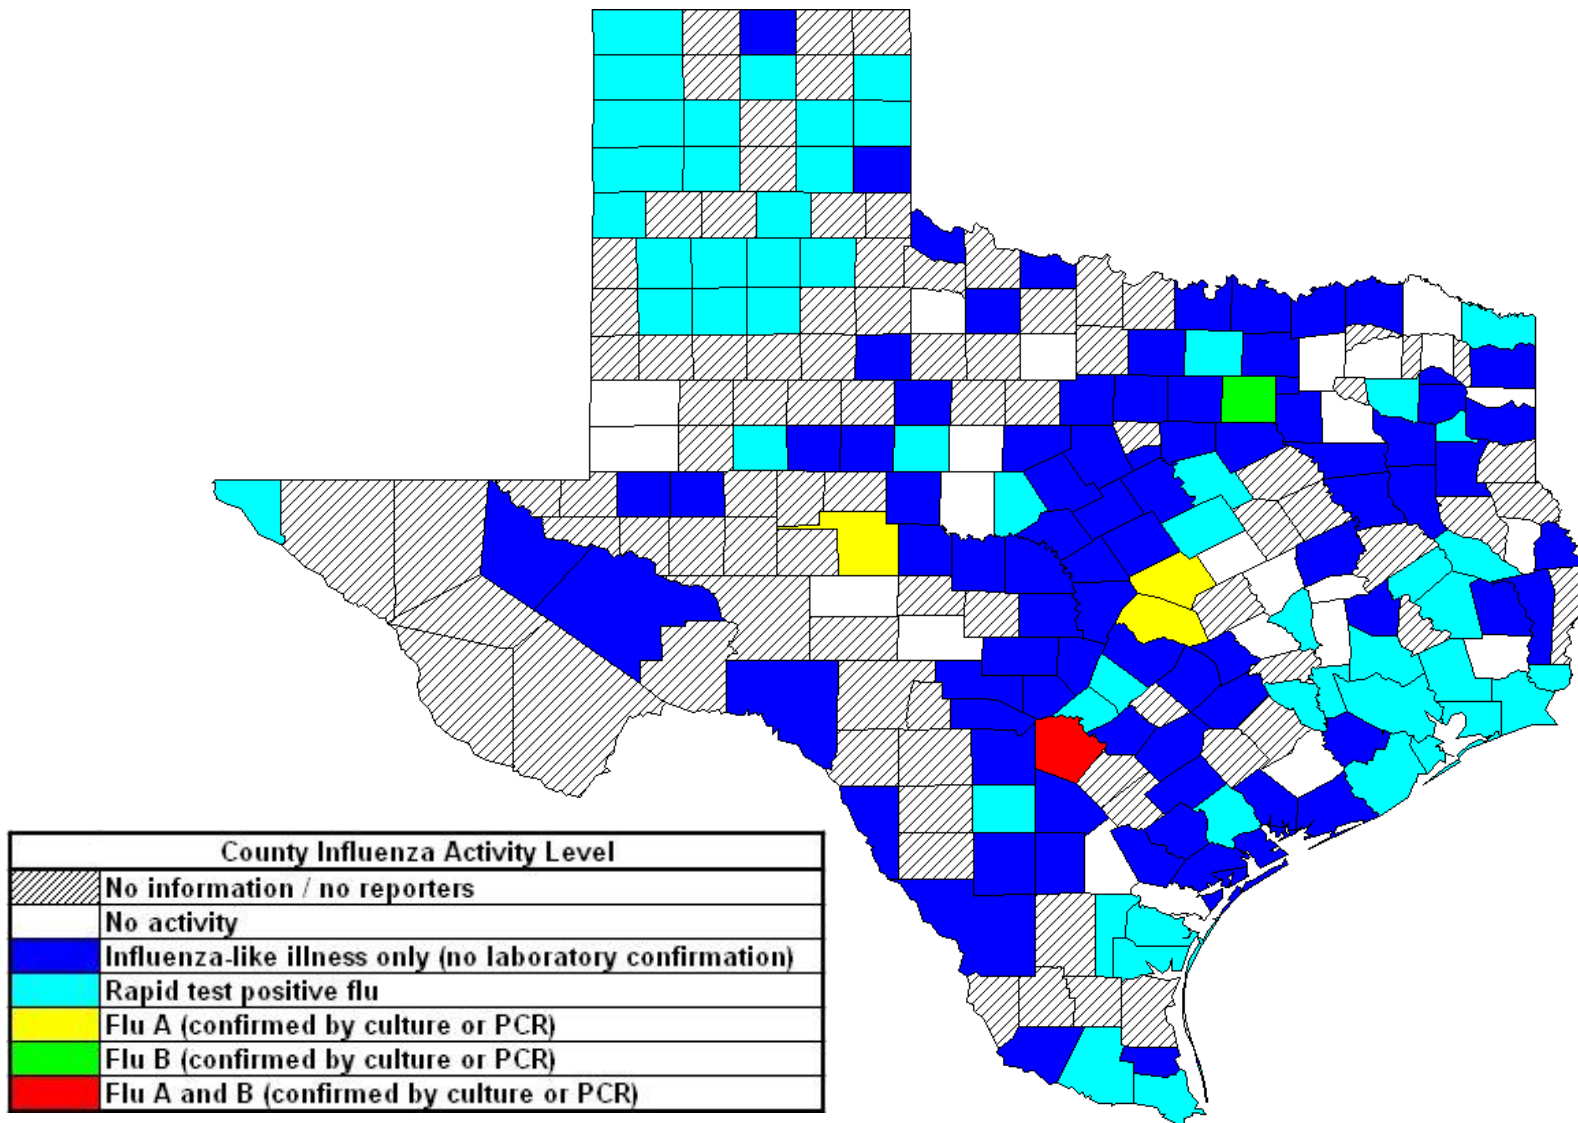 County Influenza Activity Level
No information / no reporters
No activity
Influenza-like illness only (no laboratory confirmation)
Rapid test positive flu
Flu A (confirmed by culture or PCR)
Flu B (confirmed by culture or PCR)
Flu A and B (confirmed by culture or PCR)